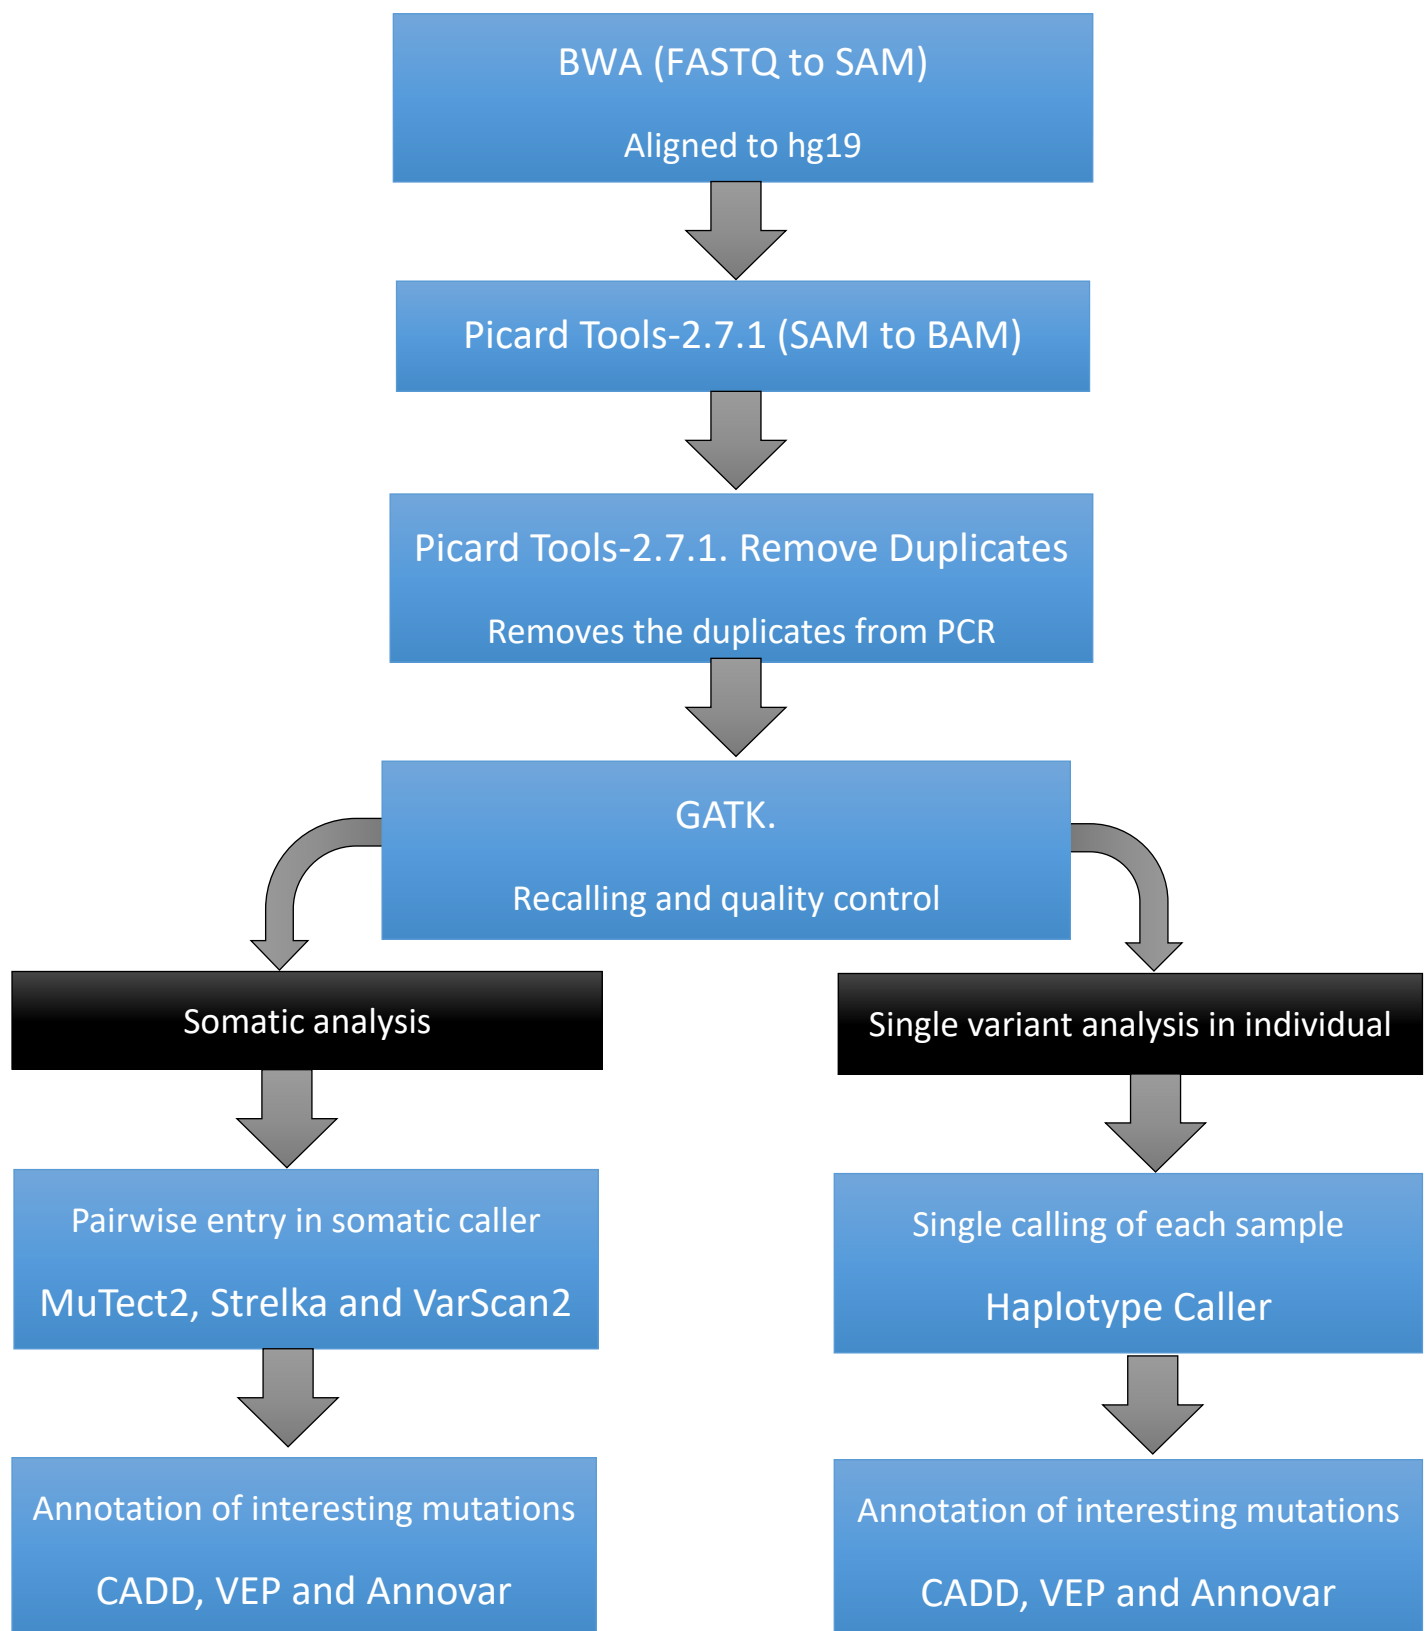 BWA (FASTQ to SAM)
Aligned to hg19
Picard Tools-2.7.1 (SAM to BAM)
Picard Tools-2.7.1. Remove Duplicates
Removes the duplicates from PCR
GATK.
Recalling and quality control
Somatic analysis
Single variant analysis in individual
Pairwise entry in somatic caller
MuTect2, Strelka and VarScan2
Single calling of each sample
Haplotype Caller
Annotation of interesting mutations
CADD, VEP and Annovar
Annotation of interesting mutations
CADD, VEP and Annovar